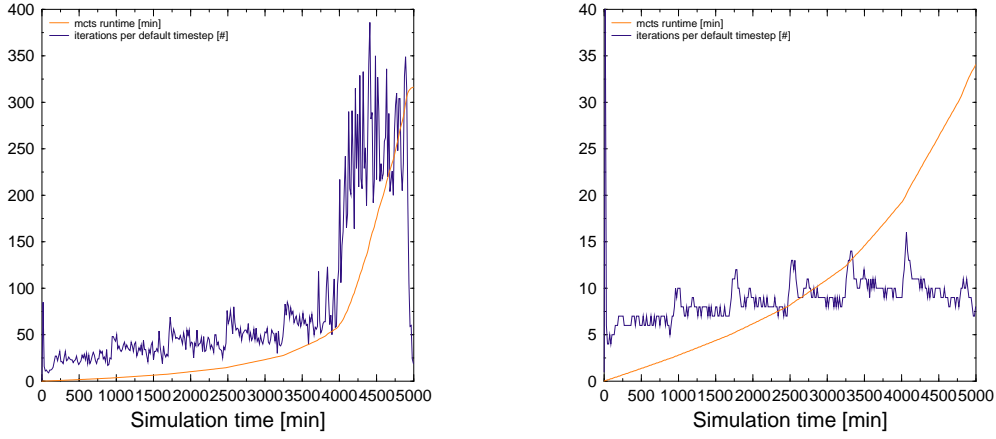 400
350
300
250
200
150
100
50
0
mcts runtime [min]
iterations per default timestep [#]
0 500 1000 1500 2000 2500 3000 3500 4000 4500 5000
Simulation time [min]
40
35
30
25
20
15
10
5
0
mcts runtime [min]
iterations per default timestep [#]
0 500 1000 1500 2000 2500 3000 3500 4000 4500 5000
Simulation time [min]